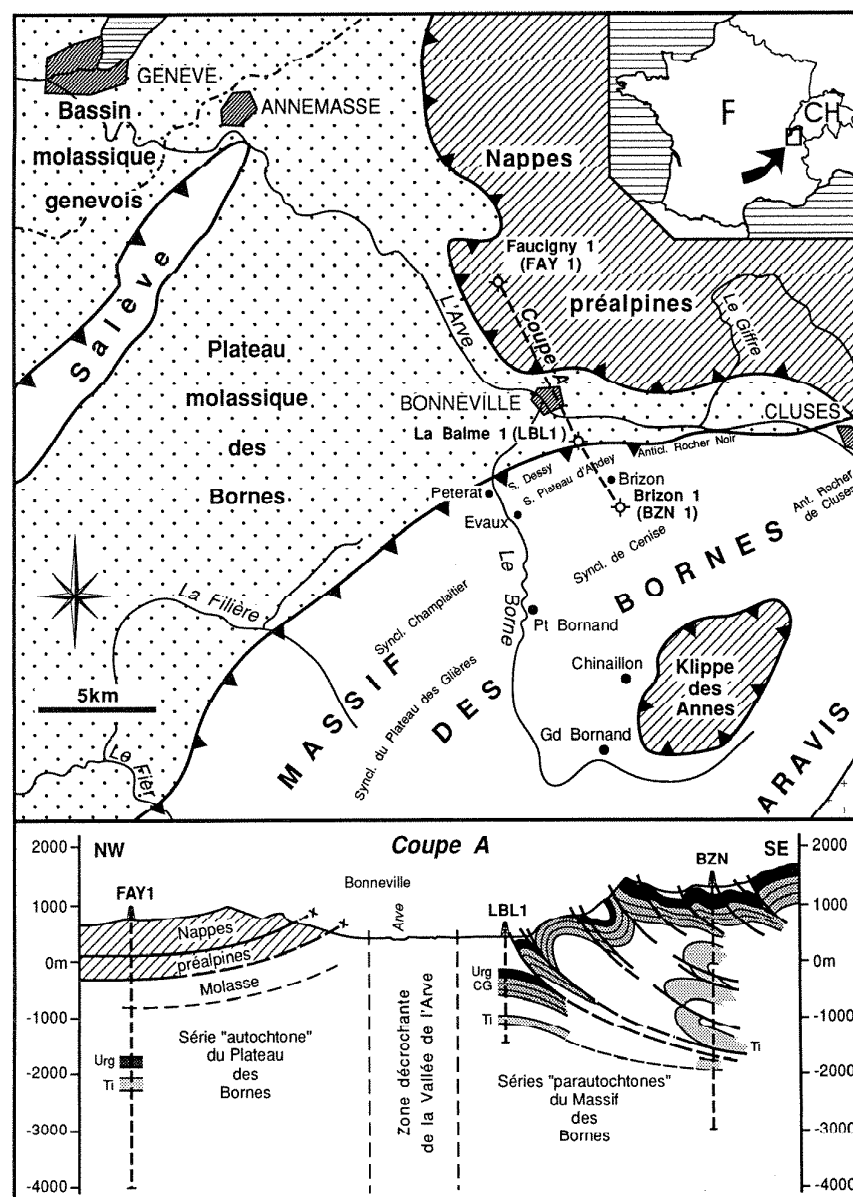 GENEVE
ANNEMASSE
Bassin
molassique
genevois
Salève
Plateau
molassique
des
Bornes
Nappes
préalpines
F
CH
Faucigny 1
(FAY 1)
Coupe A
L'Arve
Le Giffre
BONNEVILLE
CLUSES
La Balme 1 (LBL1)
Anticl. Rocher Noir
S. Dessy
S. Plateau d'Andey
Peterat
Evaux
Brizon
Brizon 1
(BZN 1)
Ant. Rocher
de Cluses
Syncl. de Cenise
Le Borne
La Filière
Syncl. Champlaitier
Pt Bornand
Chinaillon
Klippe
des
Annes
Gd Bornand
Syncl. du Plateau des Glières
MASSIF DES BORNES
ARAVIS
5km
Le Fier
Coupe A
NW
SE
2000
1000
0m
-1000
-2000
-3000
-4000
2000
1000
0m
-1000
-2000
-3000
-4000
FAY1
Bonneville
Arve
LBL1
BZN
Nappes
préalpines
Molasse
Urg
Ti
Série "autochtone"
du Plateau
des
Bornes
Zone décrochante
de la Vallée de l'Arve
Urg
CG
Ti
Ti
Séries "parautochtones"
du Massif
des
Bornes